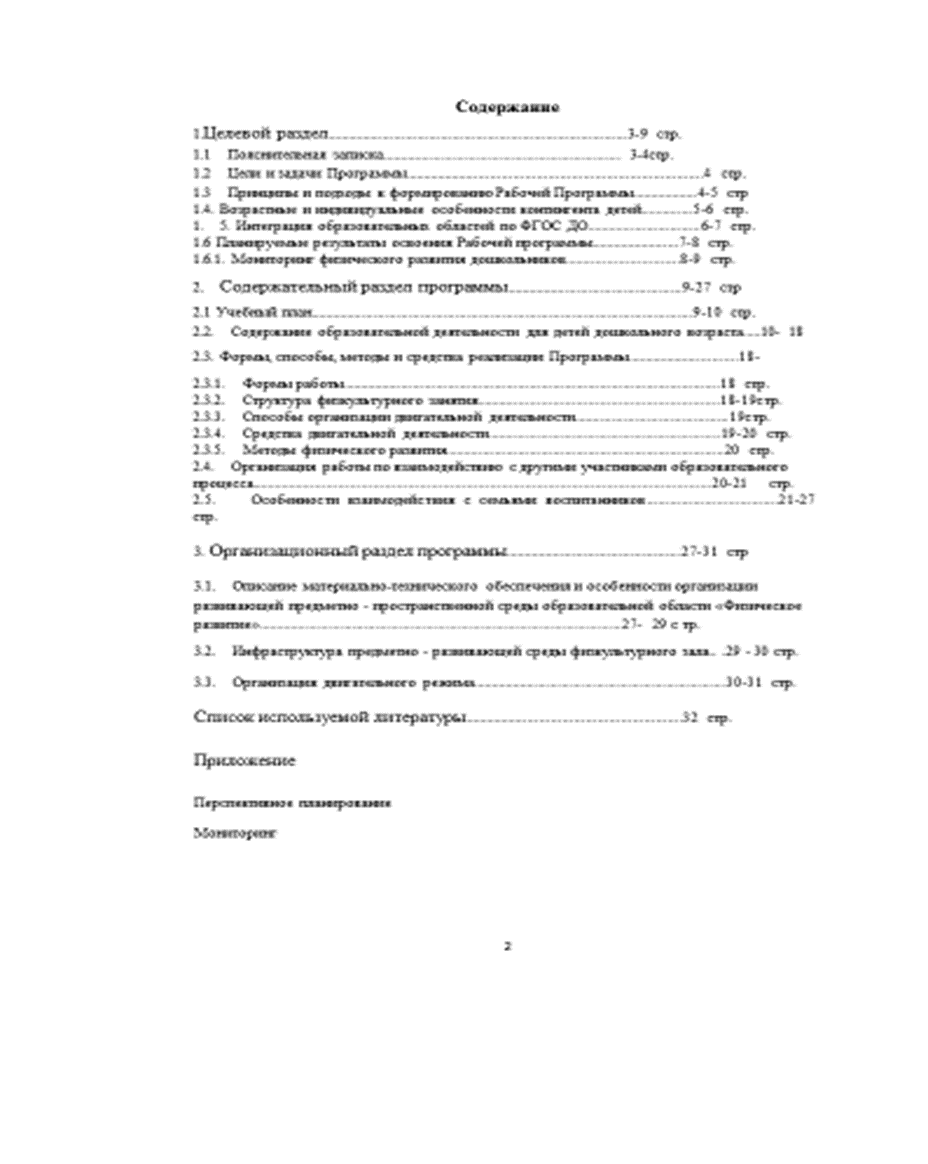 Содержание
1.Целевой раздел.......................................................................3-9 стр.
1.1 Пояснительная записка......................................................... 3-4стр.
1.2 Цели и задачи Программы.......................................................................4 стр.
1.3 Принципы и подходы к формированию Рабочей Программы...............4-5 стр
1.4. Возрастные и индивидуальные особенности контингента детей............5-6 стр.
1. 5. Интеграция образовательных областей по ФГОС ДО...........................6-7 стр.
1.6 Планируемые результаты освоения Рабочей программы.....................7-8 стр.
1.6.1. Мониторинг физического развития дошкольников...........................8-9 стр.
2. Содержательный раздел программы.........................................9-27 стр
2.1 Учебный план...........................................................................................9-10 стр.
2.2. Содержание образовательной деятельности для детей дошкольного возраста....10- 18
2.3. Формы, способы, методы и средства реализации Программы..........................18-
2.3.1. Формы работы..........................................................................................18 стр.
2.3.2. Структура физкультурного занятия..........................................................18-19стр.
2.3.3. Способы организации двигательной деятельности.....................................19стр.
2.3.4. Средства двигательной деятельности.......................................................19-20 стр.
2.3.5. Методы физического развития..................................................................20 стр.
2.4. Организация работы по взаимодействию с другими участниками образовательного
процесса..............................................................................................................20-21 стр.
2.5. Особенности взаимодействия с семьями воспитанников................................21-27
стр.
3. Организационный раздел программы.........................................27-31 стр
3.1. Описание материально-технического обеспечения и особенности организации
развивающей предметно - пространственной среды образовательной области «Физическое
развитие».......................................................................................27- 29 с тр.
3.2. Инфраструктура предметно - развивающей среды физкультурного зала.. .29 - 30 стр.
3.3. Организация двигательного режима.............................................................30-31 стр.
Список используемой литературы....................................................32 стр.
Приложение
Перспективное планирование
Мониторинг
2